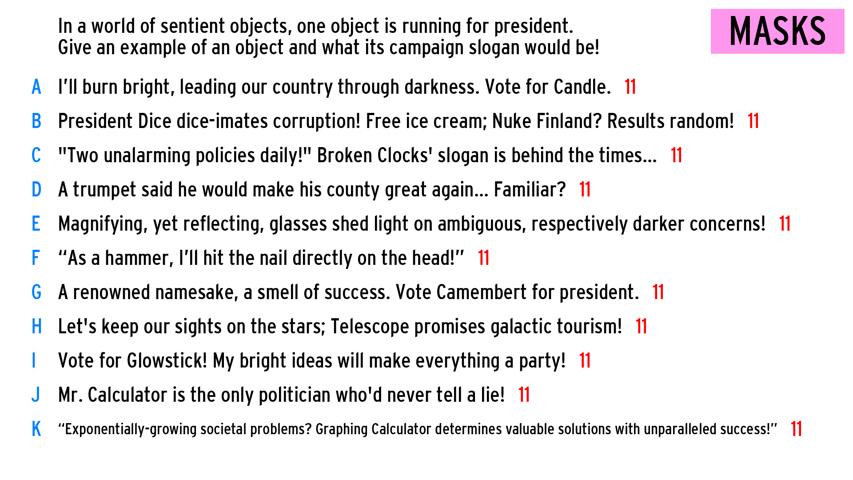 In a world of sentient objects, one object is running for president.
Give an example of an object and what its campaign slogan would be!
MASKS
A I'll burn bright, leading our country through darkness. Vote for Candle. 11
B President Dice dice-imates corruption! Free ice cream; Nuke Finland? Results random! 11
C "Two unalarming policies daily!" Broken Clocks' slogan is behind the times... 11
D A trumpet said he would make his county great again... Familiar? 11
E Magnifying, yet reflecting, glasses shed light on ambiguous, respectively darker concerns! 11
F “As a hammer, I'll hit the nail directly on the head!” 11
G A renowned namesake, a smell of success. Vote Camembert for president. 11
H Let's keep our sights on the stars; Telescope promises galactic tourism! 11
I Vote for Glowstick! My bright ideas will make everything a party! 11
J Mr. Calculator is the only politician who'd never tell a lie! 11
K “Exponentially-growing societal problems? Graphing Calculator determines valuable solutions with unparalleled success!” 11